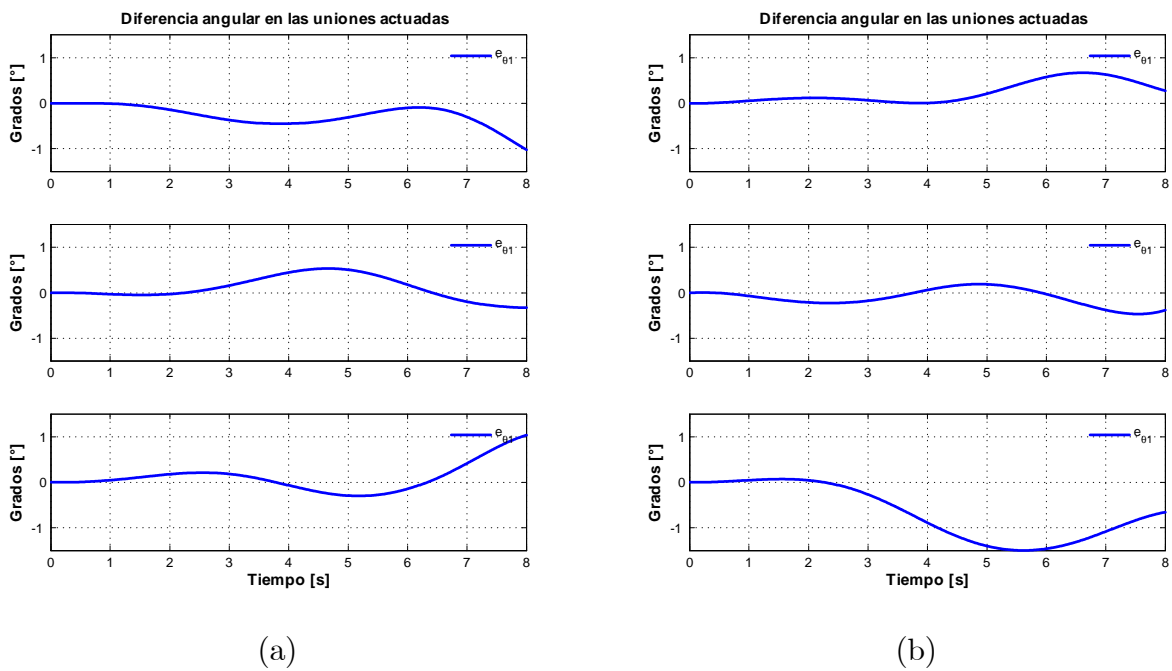 Diferencia angular en las uniones actuadas
Grados [°]
1
0
-1
e_θ1
0 1 2 3 4 5 6 7 8
Grados [°]
1
0
-1
e_θ1
0 1 2 3 4 5 6 7 8
Grados [°]
1
0
-1
e_θ1
0 1 2 3 4 5 6 7 8
Tiempo [s]
(a)
Diferencia angular en las uniones actuadas
Grados [°]
1
0
-1
e_θ1
0 1 2 3 4 5 6 7 8
Grados [°]
1
0
-1
e_θ1
0 1 2 3 4 5 6 7 8
Grados [°]
1
0
-1
e_θ1
0 1 2 3 4 5 6 7 8
Tiempo [s]
(b)